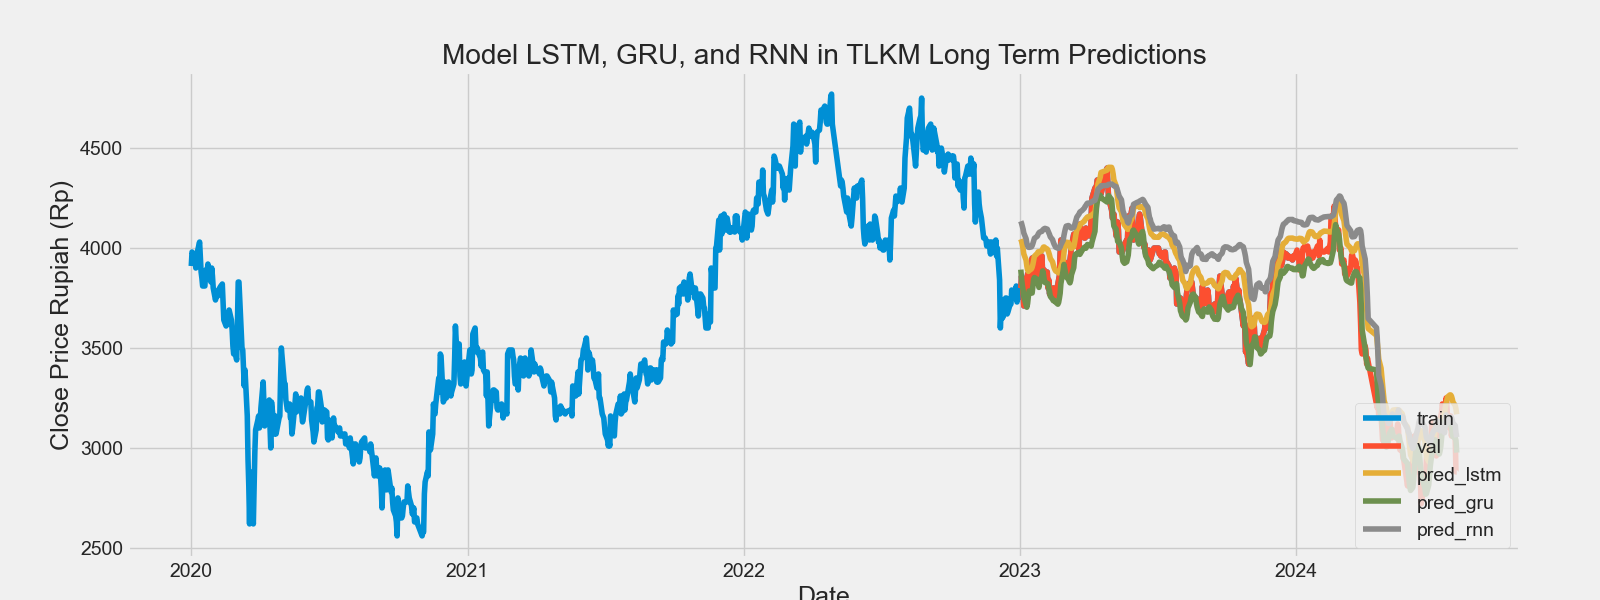 Model LSTM, GRU, and RNN in TLKM Long Term Predictions
Close Price Rupiah (Rp)
4500
4000
3500
3000
2500
2020
2021
2022
2023
2024
Date
train
val
pred_lstm
pred_gru
pred_rnn